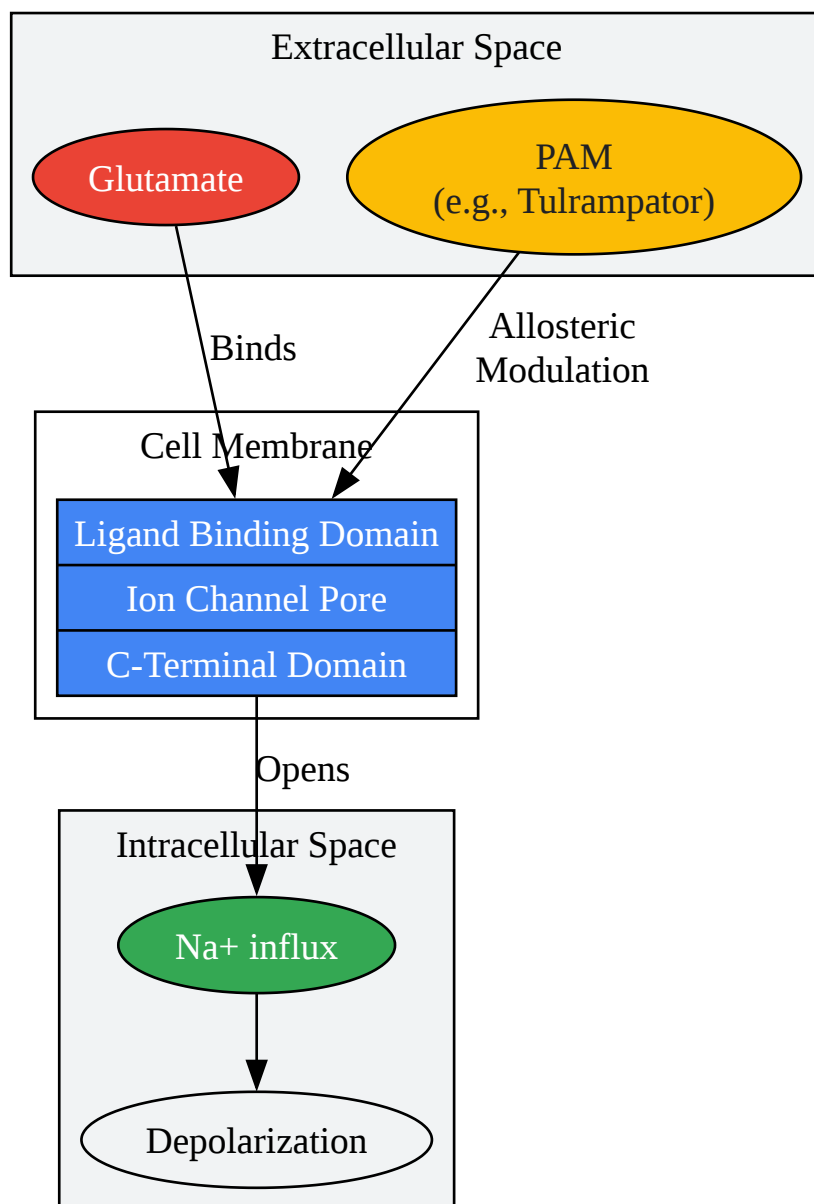 Extracellular Space
Glutamate
PAM
(e.g., Tulrampator)
Binds
Allosteric
Modulation
Cell Membrane
Ligand Binding Domain
Ion Channel Pore
C-Terminal Domain
Opens
Intracellular Space
Na+ influx
Depolarization